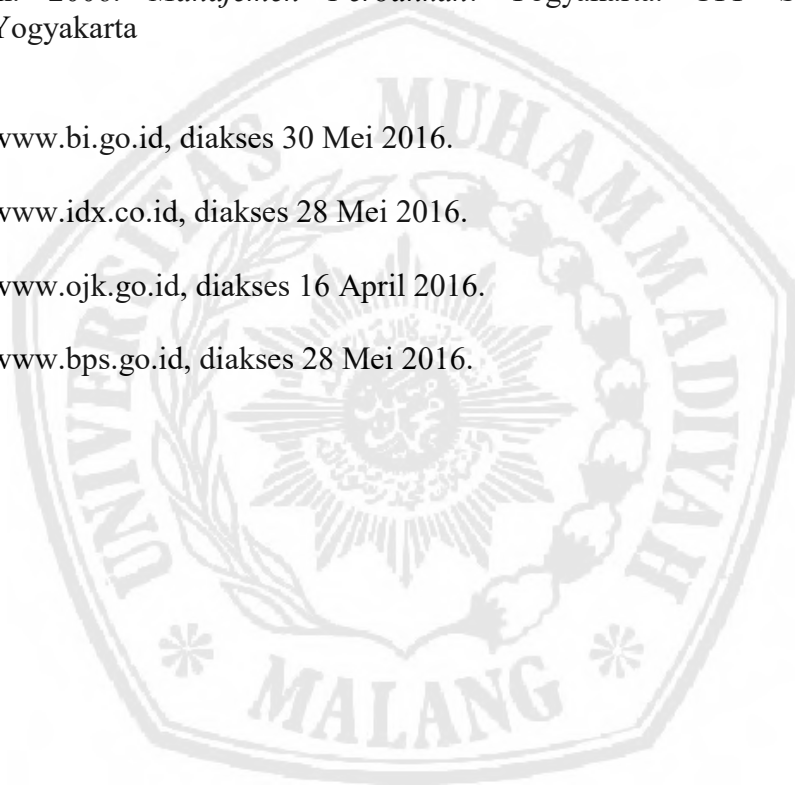 Yogyakarta
www.bi.go.id, diakses 30 Mei 2016.
www.idx.co.id, diakses 28 Mei 2016.
www.ojk.go.id, diakses 16 April 2016.
www.bps.go.id, diakses 28 Mei 2016.
UNIVERSITAS MUHAMMADIYAH
MALANG